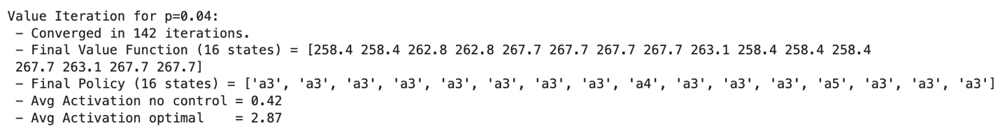 Value Iteration for p=0.04:
 - Converged in 142 iterations.
 - Final Value Function (16 states) = [258.4 258.4 262.8 262.8 267.7 267.7 267.7 267.7 263.1 258.4 258.4 258.4
 267.7 263.1 267.7 267.7]
 - Final Policy (16 states) = ['a3', 'a3', 'a3', 'a3', 'a3', 'a3', 'a3', 'a3', 'a4', 'a3', 'a3', 'a3', 'a5', 'a3', 'a3', 'a3']
 - Avg Activation no control = 0.42
 - Avg Activation optimal    = 2.87